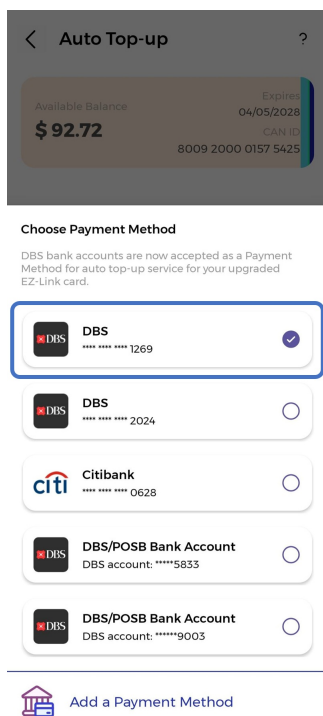 Auto Top-up ?
Available Balance
$ 92.72
Expires
04/05/2028
CAN ID
8009 2000 0157 5425
Choose Payment Method
DBS bank accounts are now accepted as a Payment
Method for auto top-up service for your upgraded
EZ-Link card.
DBS
DBS
**** **** **** 1269
DBS
DBS
**** **** **** 2024
citi
Citibank
**** **** **** 0628
DBS
DBS/POSB Bank Account
DBS account: *****5833
DBS
DBS/POSB Bank Account
DBS account: ******9003
Add a Payment Method